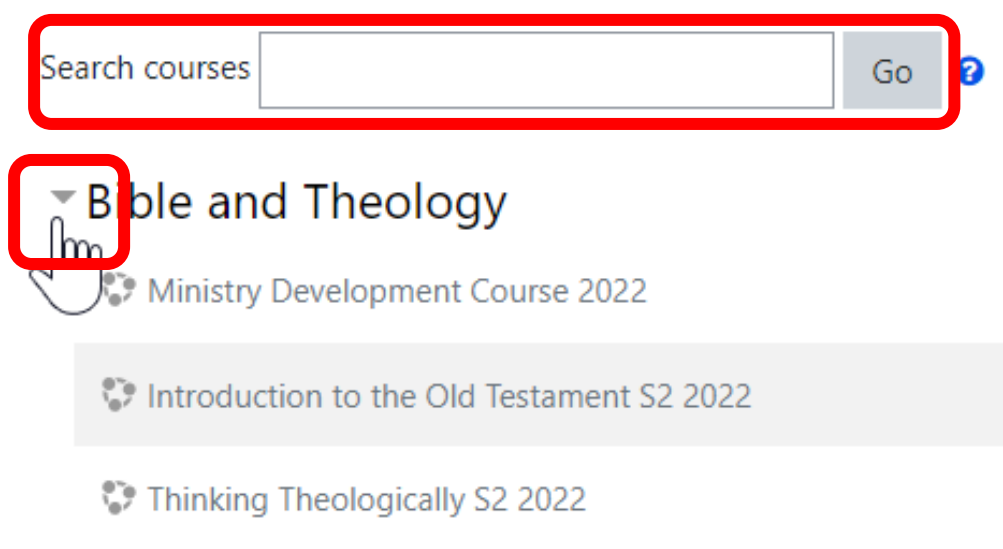 Search courses Go ?
Bible and Theology
Ministry Development Course 2022
Introduction to the Old Testament S2 2022
Thinking Theologically S2 2022